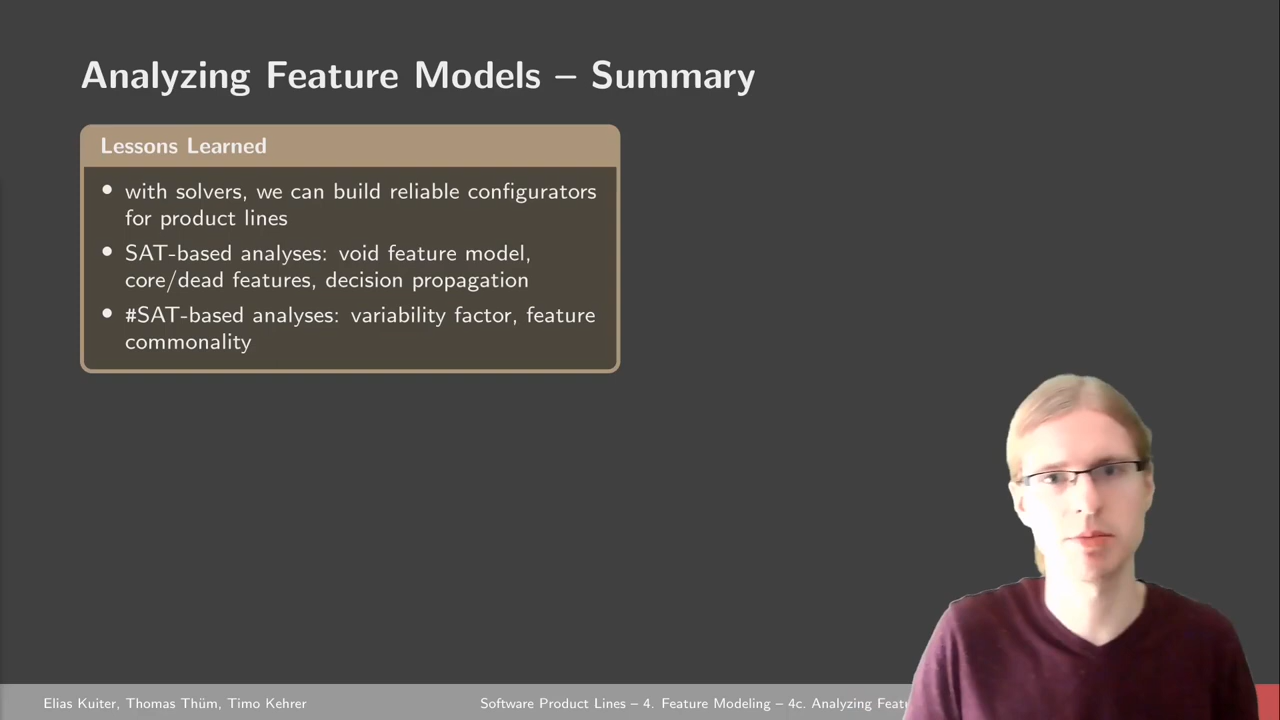 Analyzing Feature Models – Summary
Lessons Learned
• with solvers, we can build reliable configurators
for product lines
• SAT-based analyses: void feature model,
core/dead features, decision propagation
• #SAT-based analyses: variability factor, feature
commonality
Elias Kuiter, Thomas Thüm, Timo Kehrer
Software Product Lines – 4. Feature Modeling – 4c. Analyzing